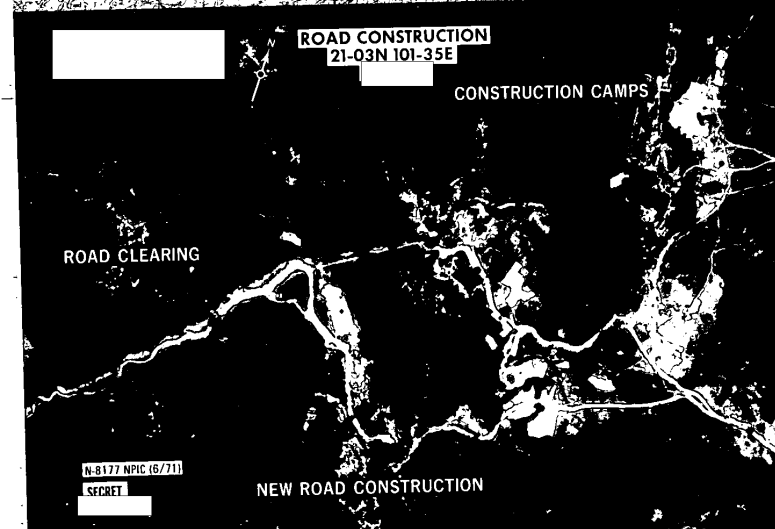 N
ROAD CONSTRUCTION
21-03N 101-35E
CONSTRUCTION CAMPS
ROAD CLEARING
N-8177 NPIC (6/71)
SECRET
NEW ROAD CONSTRUCTION